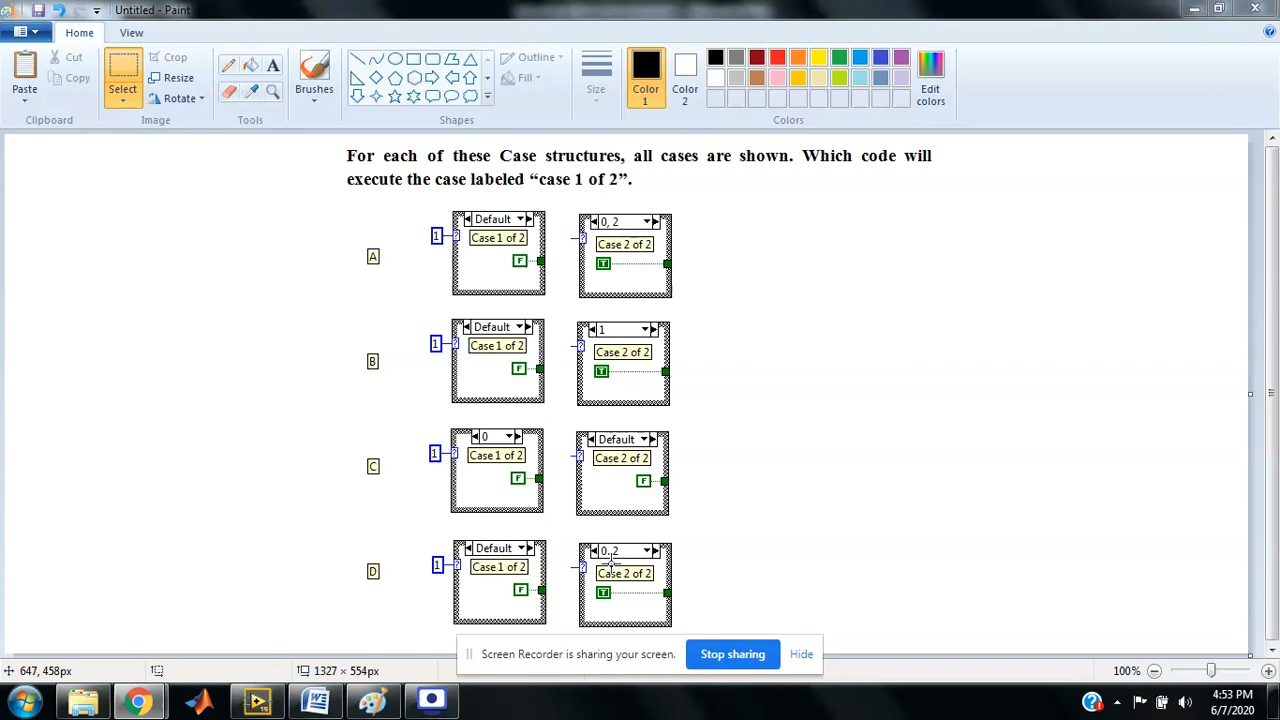 Untitled - Paint
Home View
Paste
Cut
Copy
Clipboard
Select
Crop
Resize
Rotate
Image
A
Tools
Brushes
Outline
Fill
Shapes
Size
Color 1
Color 2
Edit colors
Colors
For each of these Case structures, all cases are shown. Which code will
execute the case labeled “case 1 of 2”.
A
1 ? Default
Case 1 of 2
F
? 0, 2
Case 2 of 2
T
B
1 ? Default
Case 1 of 2
F
? 1
Case 2 of 2
T
C
1 ? 0
Case 1 of 2
F
? Default
Case 2 of 2
F
D
1 ? Default
Case 1 of 2
F
? 2
Case 2 of 2
T
Screen Recorder is sharing your screen. Stop sharing Hide
647, 458px 1327 × 554px 100%
4:53 PM
6/7/2020